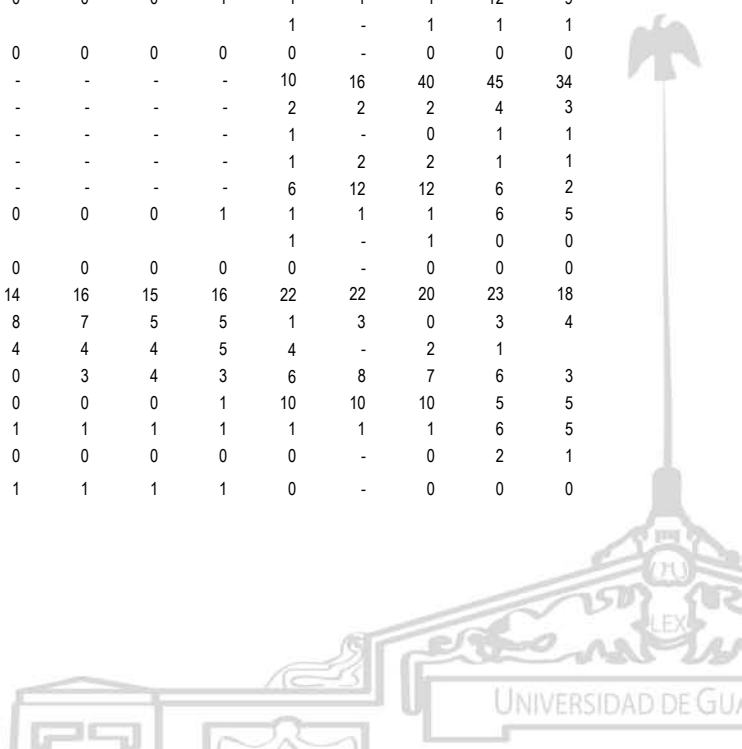 1 - 1 1 1
0 0 0 0 0 - 0 0 0
- - - - 10 16 40 45 34
- - - - 2 2 2 4 3
- - - - 1 - 0 1 1
- - - - 1 2 2 1 1
- - - - 6 12 12 6 2
0 0 0 1 1 1 1 6 5
1 - 1 0 0
0 0 0 0 0 - 0 0 0
14 16 15 16 22 22 20 23 18
8 7 5 5 1 3 0 3 4
4 4 4 5 4 - 2 1
0 3 4 3 6 8 7 6 3
0 0 0 1 10 10 10 5 5
1 1 1 1 1 1 1 6 5
0 0 0 0 0 - 0 2 1
1 1 1 1 0 - 0 0 0
LEX
UNIVERSIDAD DE GUA